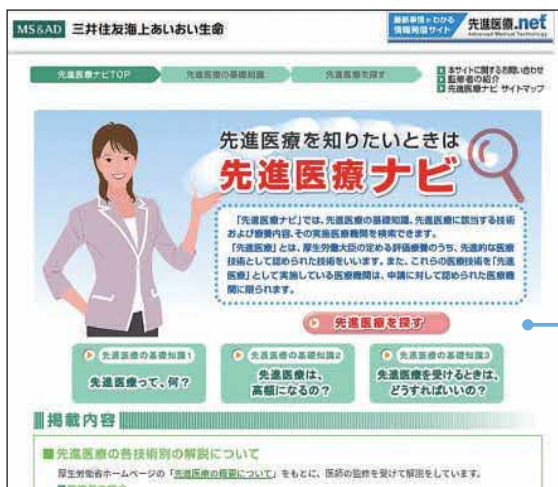 MS&AD 三井住友海上あいおい生命
最新事情がわかる
情報発信サイト
先進医療.net
Advanced Medical Technology
先進医療ナビTOP
先進医療の基礎知識
先進医療を探す
本サイトに関するお問い合わせ
監修者の紹介
先進医療ナビ サイトマップ
先進医療を知りたいときは
先進医療ナビ
「先進医療ナビ」では、先進医療の基礎知識、先進医療に該当する技術
および療養内容、その実施医療機関を検索できます。
「先進医療」とは、厚生労働大臣の定める評価療養のうち、先進的な医療
技術として認められた技術をいいます。また、これらの医療技術を「先進
医療」として実施している医療機関は、申請に対して認められた医療機
関に限られます。
先進医療を探す
先進医療の基礎知識1
先進医療って、何?
先進医療の基礎知識2
先進医療は、
高額になるの?
先進医療の基礎知識3
先進医療を受けるときは、
どうすればいいの?
掲載内容
■先進医療の各技術別の解説について
厚生労働省ホームページの「先進医療の概要について」をもとに、医師の監修を受けて解説をしています。